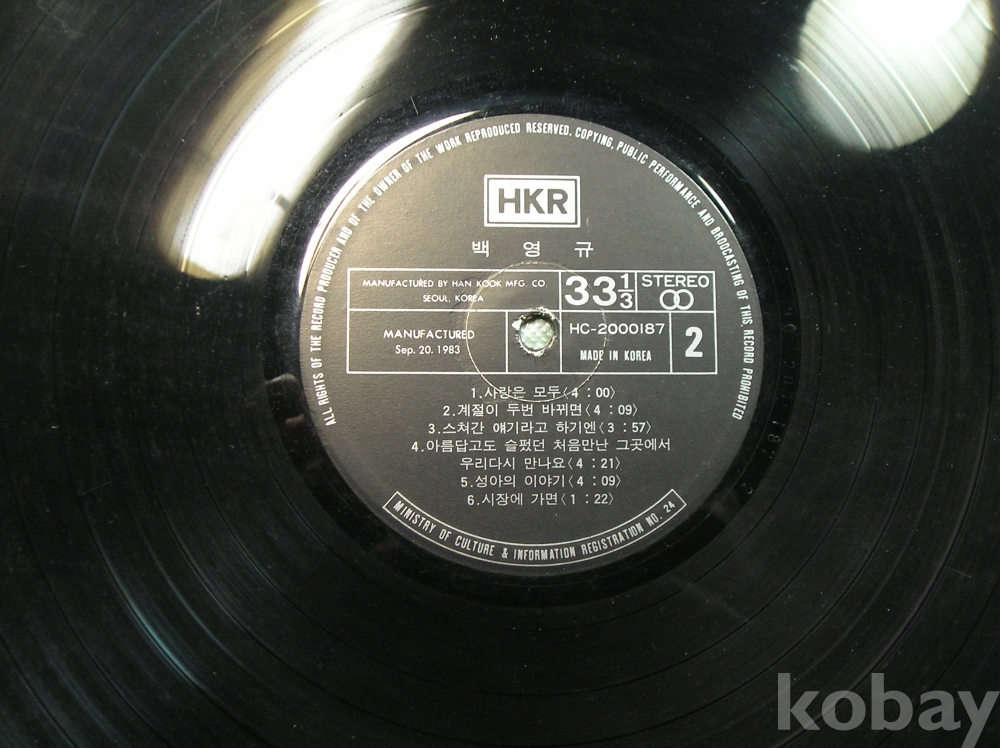 ALL RIGHTS OF THE RECORD PRODUCER AND OF THE OWNER OF THE WORK REPRODUCED RESERVED. COPYING, PUBLIC PERFORMANCE AND BRODCASTING OF THIS, RECORD PROHIBITED
HKR
백 영 규
MANUFACTURED BY HAN KOOK MFG. CO.
SEOUL, KOREA
33 1/3
STEREO
MANUFACTURED
Sep. 20. 1983
HC-2000187
MADE IN KOREA
2
1.사랑은 모두〈4 : 00〉
2.계절이 두번 바뀌면〈4 : 09〉
3.스쳐간 얘기라고 하기엔〈3 : 57〉
4.아름답고도 슬펐던 처음만난 그곳에서
우리다시 만나요〈4 : 21〉
5.성아의 이야기〈4 : 09〉
6.시장에 가면〈1 : 22〉
MINISTRY OF CULTURE & INFORMATION REGISTRATION NO. 24
kobay